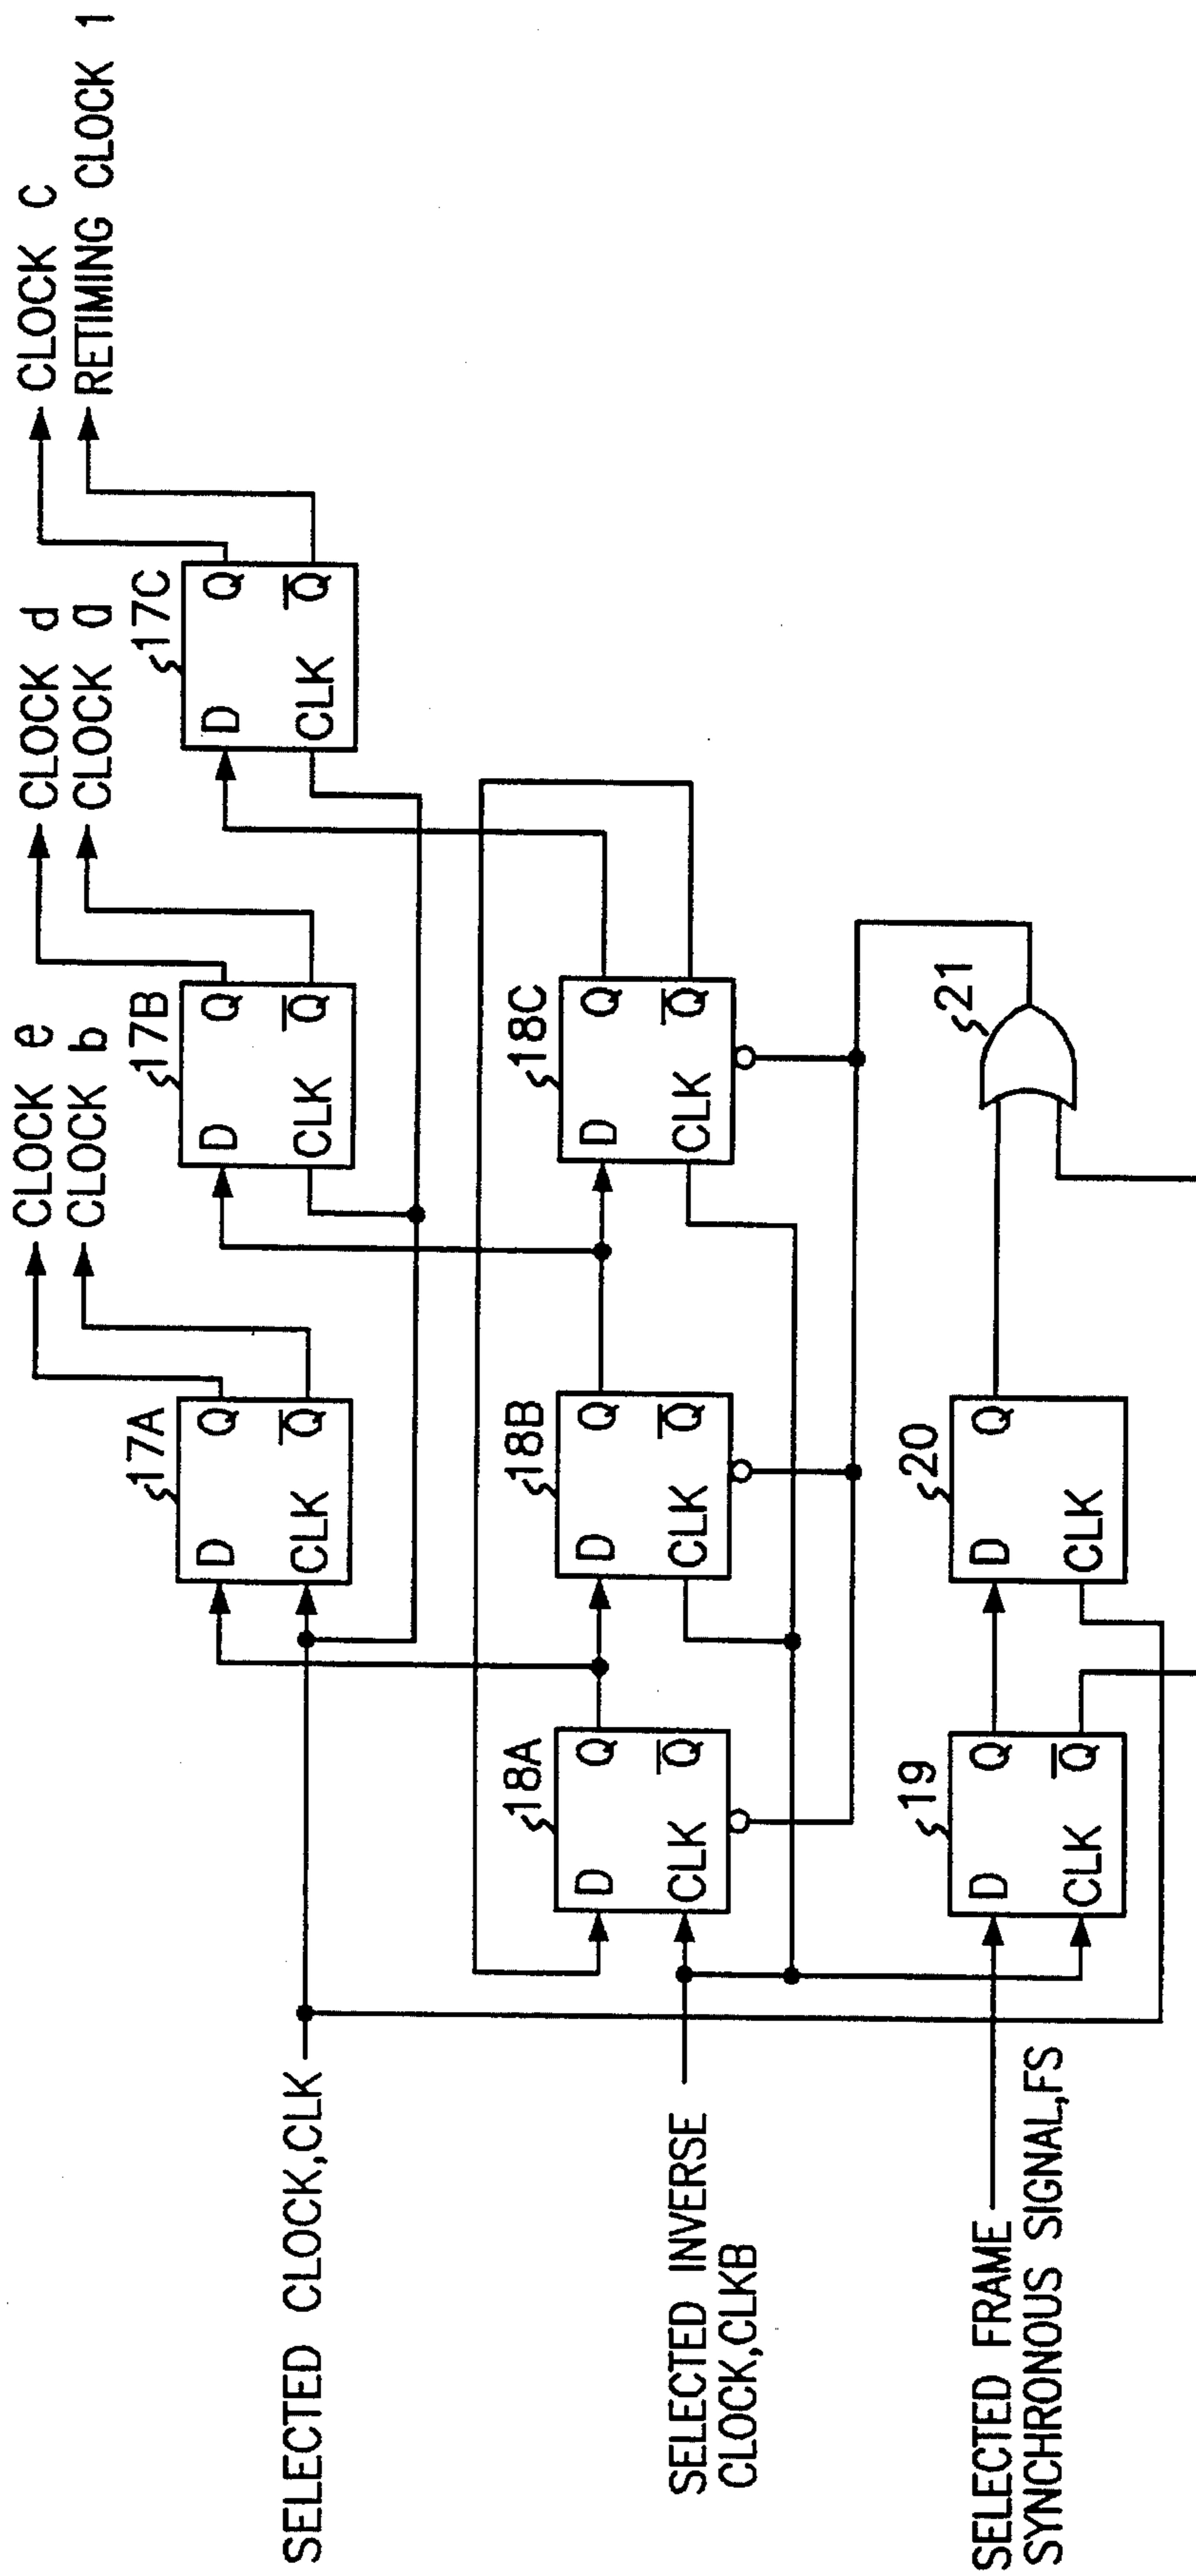 CLOCK e
CLOCK b
CLOCK d
CLOCK a
CLOCK C
RETIMING CLOCK 1
17A
D Q
CLK Q̅
17B
D Q
CLK Q̅
17C
D Q
CLK Q̅
SELECTED CLOCK,CLK
18A
D Q
CLK Q̅
18B
D Q
CLK Q̅
18C
D Q
CLK Q̅
SELECTED INVERSE
CLOCK,CLKB
19
D Q
CLK Q̅
20
D Q
CLK
21
SELECTED FRAME
SYNCHRONOUS SIGNAL,FS